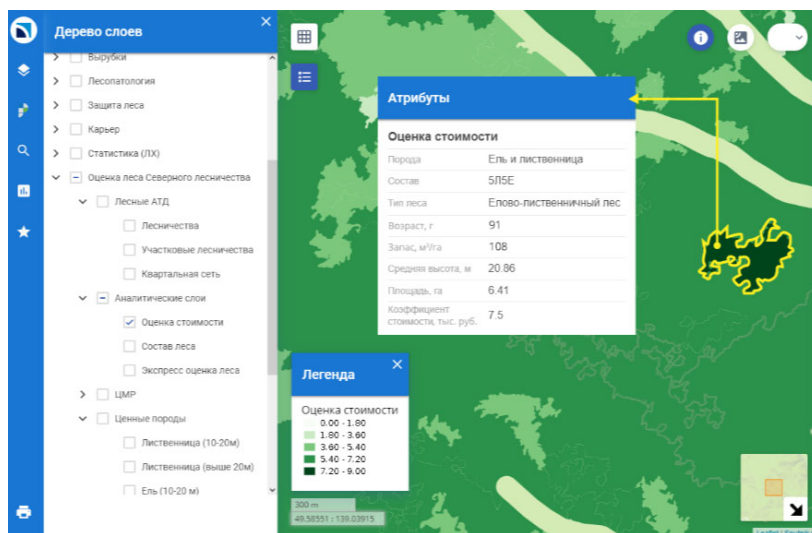 Дерево слоев
Вырубки
Лесопатология
Защита леса
Карьер
Статистика (ЛХ)
Оценка леса Северного лесничества
Лесные АТД
Лесничества
Участковые лесничества
Квартальная сеть
Аналитические слои
Оценка стоимости
Состав леса
Экспресс оценка леса
ЦМР
Ценные породы
Лиственница (10-20м)
Лиственница (выше 20м)
Ель (10-20 м)
Атрибуты
Оценка стоимости
Порода Ель и лиственница
Состав 5Л5Е
Тип леса Елово-лиственничный лес
Возраст, г 91
Запас, м³/га 108
Средняя высота, м 20.86
Площадь, га 6.41
Коэффициент
стоимости, тыс. руб. 7.5
Легенда
Оценка стоимости
0.00 - 1.80
1.80 - 3.60
3.60 - 5.40
5.40 - 7.20
7.20 - 9.00
300 m
49.58551 : 139.03915